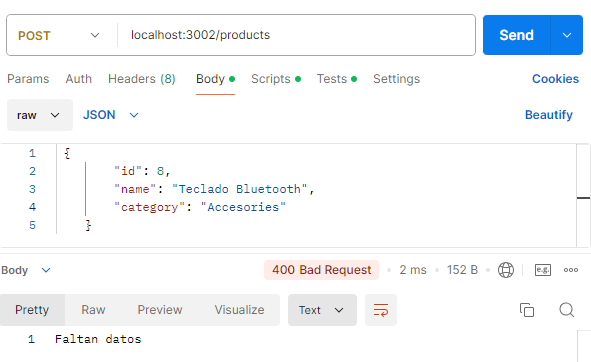 POST localhost:3002/products Send
Params Auth Headers (8) Body Scripts Tests Settings Cookies
raw JSON Beautify
1 {
2 "id": 8,
3 "name": "Teclado Bluetooth",
4 "category": "Accesories"
5 }
Body 400 Bad Request 2 ms 152 B e.g.
Pretty Raw Preview Visualize Text
1 Faltan datos